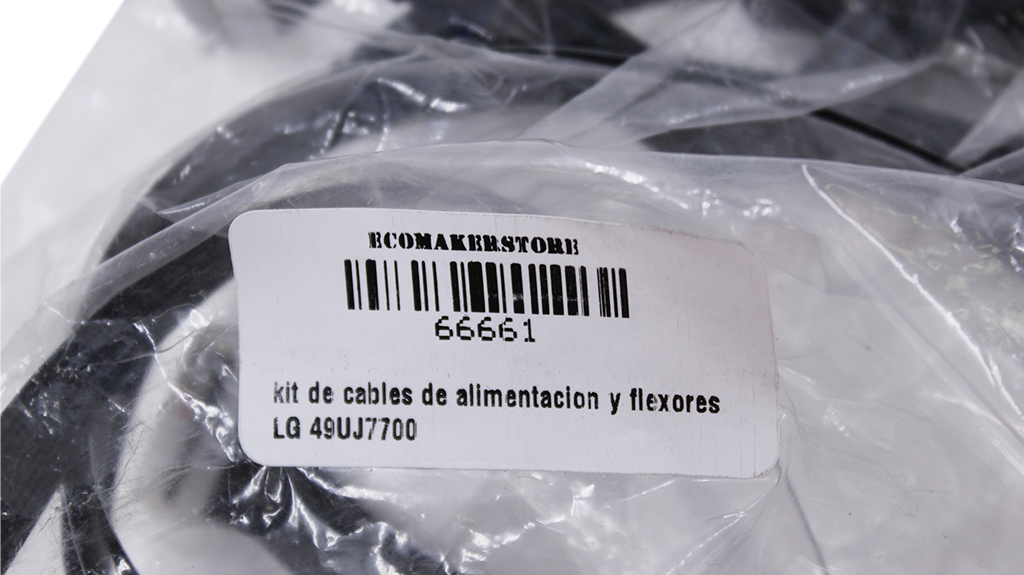 ECOMAKERSTORE
66661
kit de cables de alimentacion y flexores
LG 49UJ7700